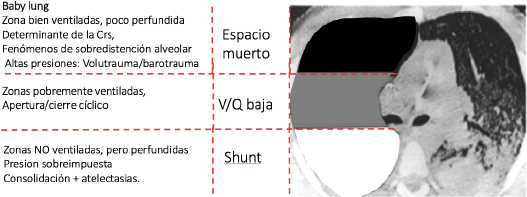 Baby lung
Zona bien ventiladas, poco perfundida
Determinante de la Crs,
Fenómenos de sobredistención alveolar
Altas presiones: Volutrauma/barotrauma
Espacio
muerto
Zonas pobremente ventiladas,
Apertura/cierre cíclico
V/Q baja
Zonas NO ventiladas, pero perfundidas
Presion sobreimpuesta
Consolidación + atelectasias.
Shunt